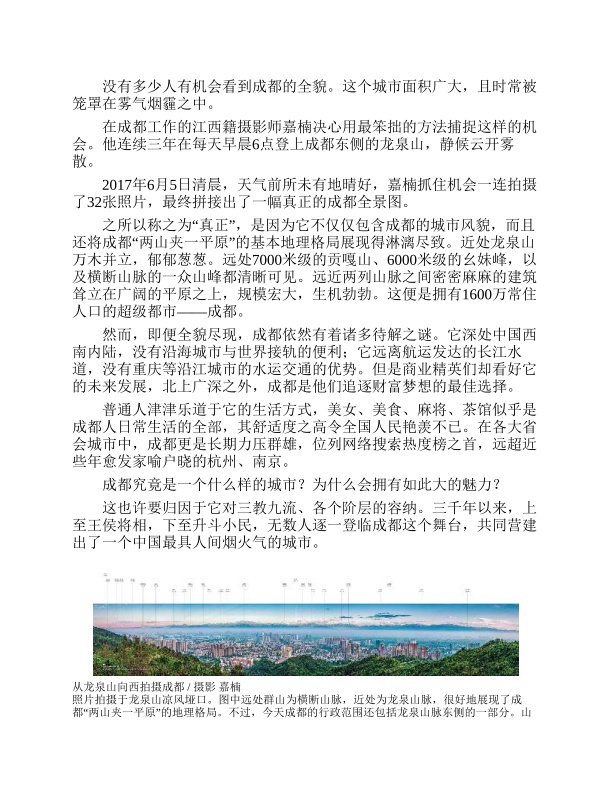 没有多少人有机会看到成都的全貌。这个城市面积广大，且时常被
笼罩在雾气烟霾之中。
在成都工作的江西籍摄影师嘉楠决心用最笨拙的方法捕捉这样的机
会。他连续三年在每天早晨6点登上成都东侧的龙泉山，静候云开雾
散。
2017年6月5日清晨，天气前所未有地晴好，嘉楠抓住机会一连拍摄
了32张照片，最终拼接出了一幅真正的成都全景图。
之所以称之为“真正”，是因为它不仅仅包含成都的城市风貌，而且
还将成都“两山夹一平原”的基本地理格局展现得淋漓尽致。近处龙泉山
万木并立，郁郁葱葱。远处7000米级的贡嘎山、6000米级的幺妹峰，以
及横断山脉的一众山峰都清晰可见。远近两列山脉之间密密麻麻的建筑
耸立在广阔的平原之上，规模宏大，生机勃勃。这便是拥有1600万常住
人口的超级都市——成都。
然而，即便全貌尽现，成都依然有着诸多待解之谜。它深处中国西
南内陆，没有沿海城市与世界接轨的便利；它远离航运发达的长江水
道，没有重庆等沿江城市的水运交通的优势。但是商业精英们却看好它
的未来发展，北上广深之外，成都是他们追逐财富梦想的最佳选择。
普通人津津乐道于它的生活方式，美女、美食、麻将、茶馆似乎是
成都人日常生活的全部，其舒适度之高令全国人民艳羡不已。在各大省
会城市中，成都更是长期力压群雄，位列网络搜索热度榜之首，远超近
些年愈发家喻户晓的杭州、南京。
成都究竟是一个什么样的城市？为什么会拥有如此大的魅力？
这也许要归因于它对三教九流、各个阶层的容纳。三千年以来，上
至王侯将相，下至升斗小民，无数人逐一登临成都这个舞台，共同营建
出了一个中国最具人间烟火气的城市。
从龙泉山向西拍摄成都 / 摄影 嘉楠
照片拍摄于龙泉山凉风垭口。图中远处群山为横断山脉，近处为龙泉山脉，很好地展现了成
都“两山夹一平原”的地理格局。不过，今天成都的行政范围还包括龙泉山脉东侧的一部分。山